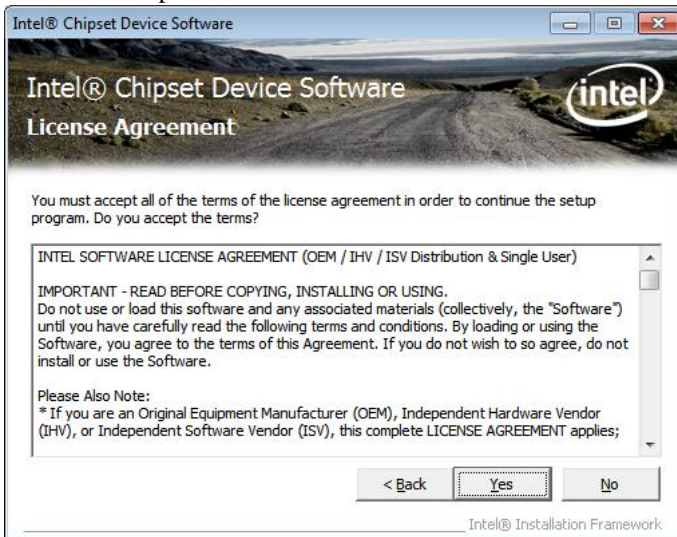 Intel® Chipset Device Software
Intel® Chipset Device Software
intel
License Agreement
You must accept all of the terms of the license agreement in order to continue the setup
program. Do you accept the terms?
INTEL SOFTWARE LICENSE AGREEMENT (OEM / IHV / ISV Distribution & Single User)
IMPORTANT - READ BEFORE COPYING, INSTALLING OR USING.
Do not use or load this software and any associated materials (collectively, the "Software")
until you have carefully read the following terms and conditions. By loading or using the
Software, you agree to the terms of this Agreement. If you do not wish to so agree, do not
install or use the Software.
Please Also Note:
* If you are an Original Equipment Manufacturer (OEM), Independent Hardware Vendor
(IHV), or Independent Software Vendor (ISV), this complete LICENSE AGREEMENT applies;
< Back Yes No
Intel® Installation Framework